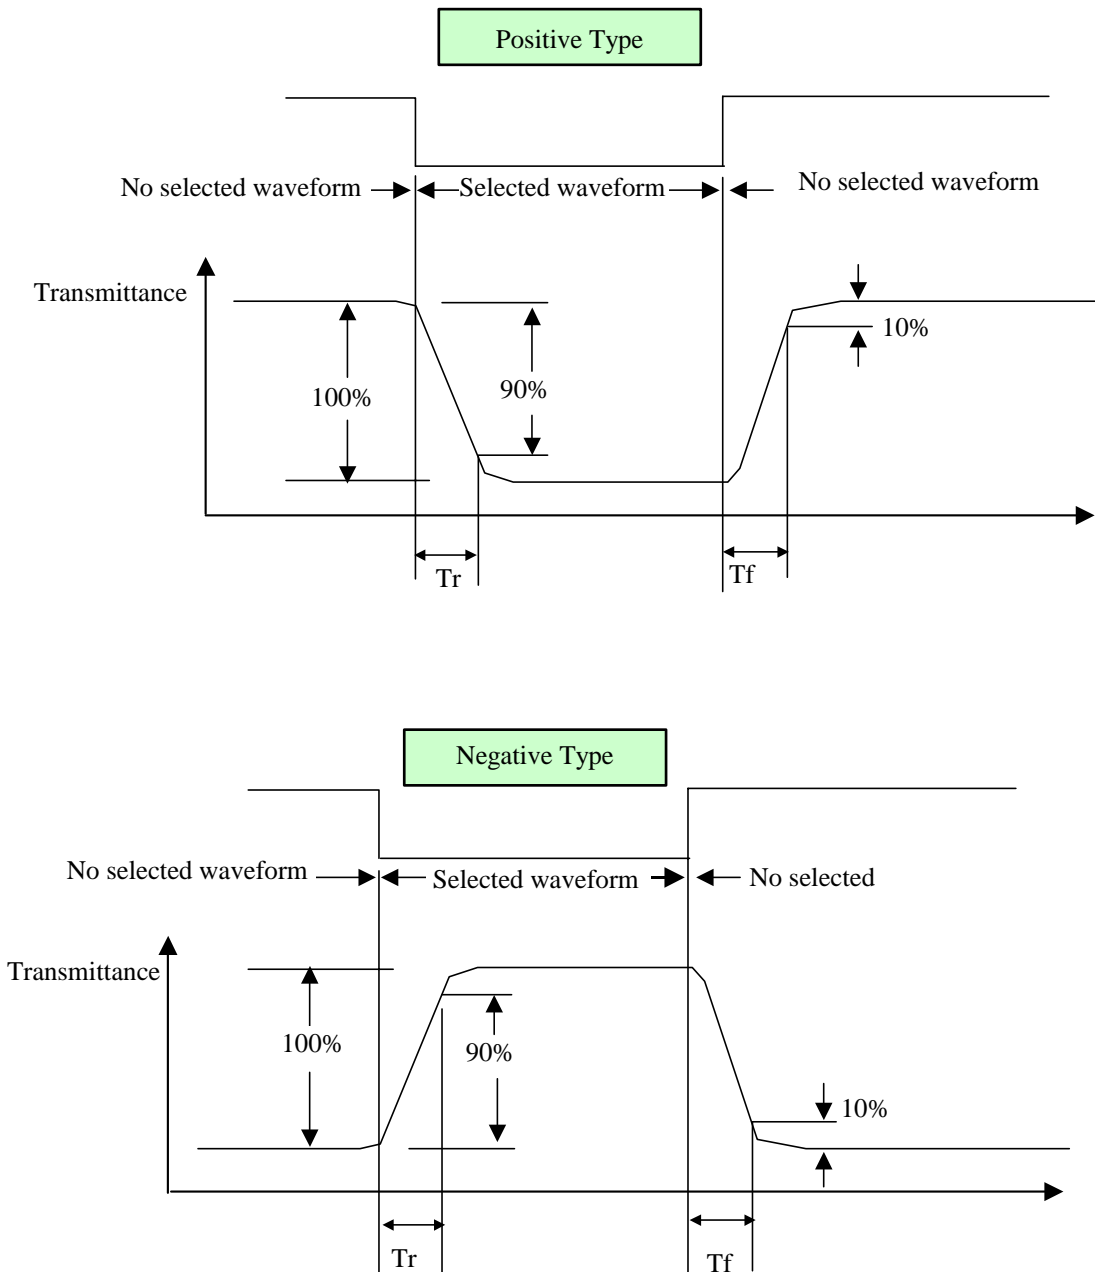 Positive Type
No selected waveform
Selected waveform
No selected waveform
Transmittance
10%
100%
90%
Tr
Tf
Negative Type
No selected waveform
Selected waveform
No selected
Transmittance
100%
90%
10%
Tr
Tf